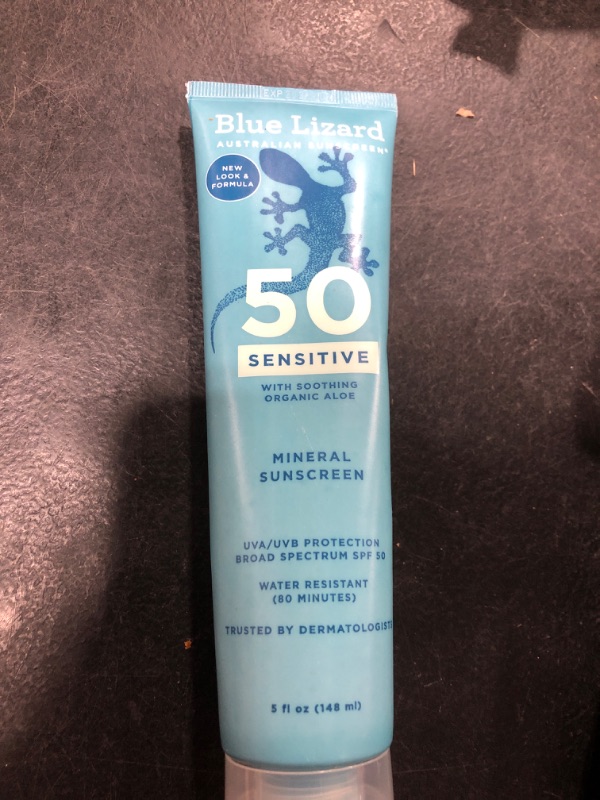 EXP
Blue Lizard
AUSTRALIAN SUNSCREEN®
NEW
LOOK &
FORMULA
50
SENSITIVE
WITH SOOTHING
ORGANIC ALOE
MINERAL
SUNSCREEN
UVA/UVB PROTECTION
BROAD SPECTRUM SPF 50
WATER RESISTANT
(80 MINUTES)
TRUSTED BY DERMATOLOGISTS
5 fl oz (148 ml)